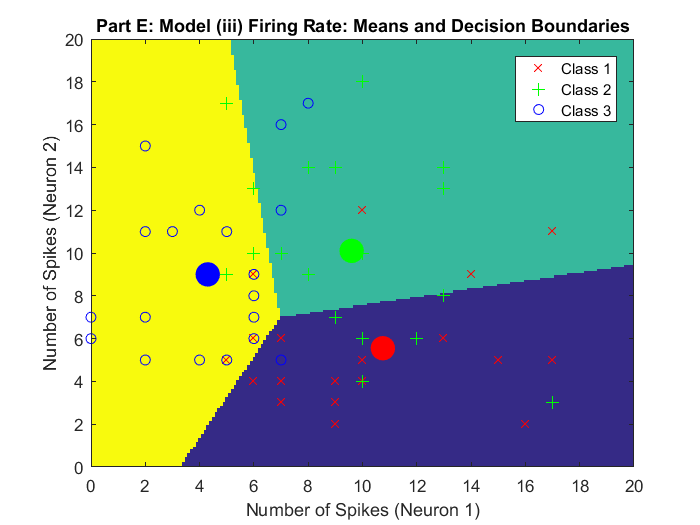 Part E: Model (iii) Firing Rate: Means and Decision Boundaries
20
18
16
14
12
10
8
6
4
2
0
Number of Spikes (Neuron 2)
Class 1
Class 2
Class 3
0 2 4 6 8 10 12 14 16 18 20
Number of Spikes (Neuron 1)